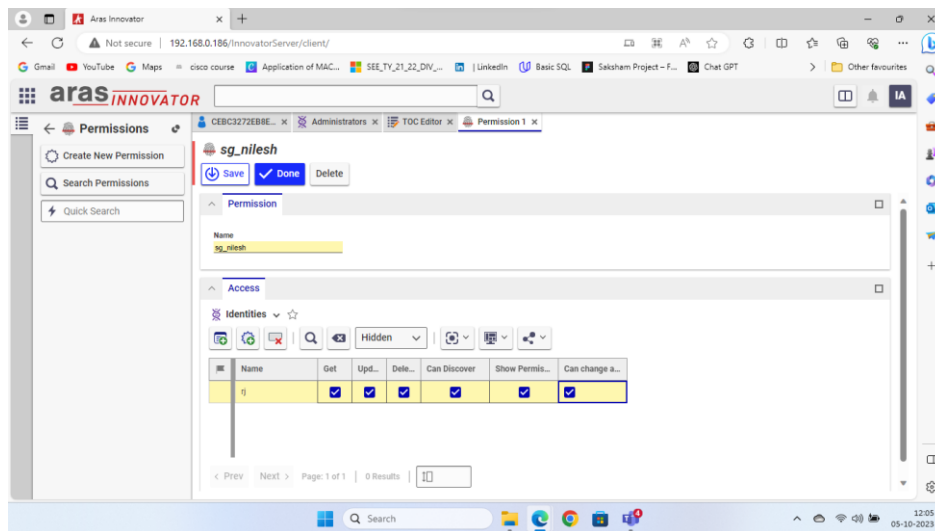 Aras Innovator
Not secure | 192.168.0.186/InnovatorServer/client/
Gmail YouTube Maps cisco course Application of MAC... SEE_TY_21_22_DIV_... | LinkedIn Basic SQL Saksham Project – F... Chat GPT Other favourites
aras INNOVATOR IA
CEBC3272EB8E... Administrators TOC Editor Permission 1
Permissions
Create New Permission
Search Permissions
Quick Search
sg_nilesh
Save Done Delete
Permission
Name
sg_nilesh
Access
Identities
Hidden
Name Get Upd... Dele... Can Discover Show Permis... Can change a...
rj
< Prev Next > Page: 1 of 1 0 Results
Search
12:05
05-10-2023